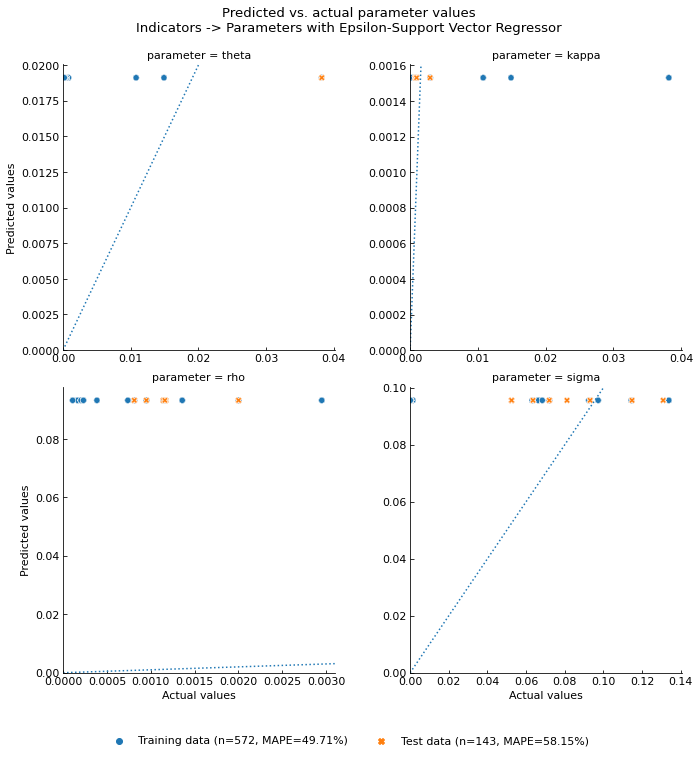 Predicted vs. actual parameter values
Indicators -> Parameters with Epsilon-Support Vector Regressor
parameter = theta
0.0200
0.0175
0.0150
0.0125
0.0100
0.0075
0.0050
0.0025
0.0000
Predicted values
0.00 0.01 0.02 0.03 0.04
parameter = kappa
0.0016
0.0014
0.0012
0.0010
0.0008
0.0006
0.0004
0.0002
0.0000
0.00 0.01 0.02 0.03 0.04
parameter = rho
0.08
0.06
0.04
0.02
0.00
Predicted values
0.0000 0.0005 0.0010 0.0015 0.0020 0.0025 0.0030
Actual values
parameter = sigma
0.10
0.08
0.06
0.04
0.02
0.00
0.00 0.02 0.04 0.06 0.08 0.10 0.12 0.14
Actual values
Training data (n=572, MAPE=49.71%)
Test data (n=143, MAPE=58.15%)